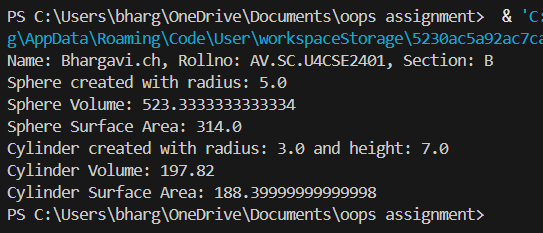 PS C:\Users\bharg\OneDrive\Documents\oops assignment>  & 'C:
g\AppData\Roaming\Code\User\workspaceStorage\5230ac5a92ac7ca
Name: Bhargavi.ch, Rollno: AV.SC.U4CSE2401, Section: B
Sphere created with radius: 5.0
Sphere Volume: 523.3333333333334
Sphere Surface Area: 314.0
Cylinder created with radius: 3.0 and height: 7.0
Cylinder Volume: 197.82
Cylinder Surface Area: 188.39999999999998
PS C:\Users\bharg\OneDrive\Documents\oops assignment>